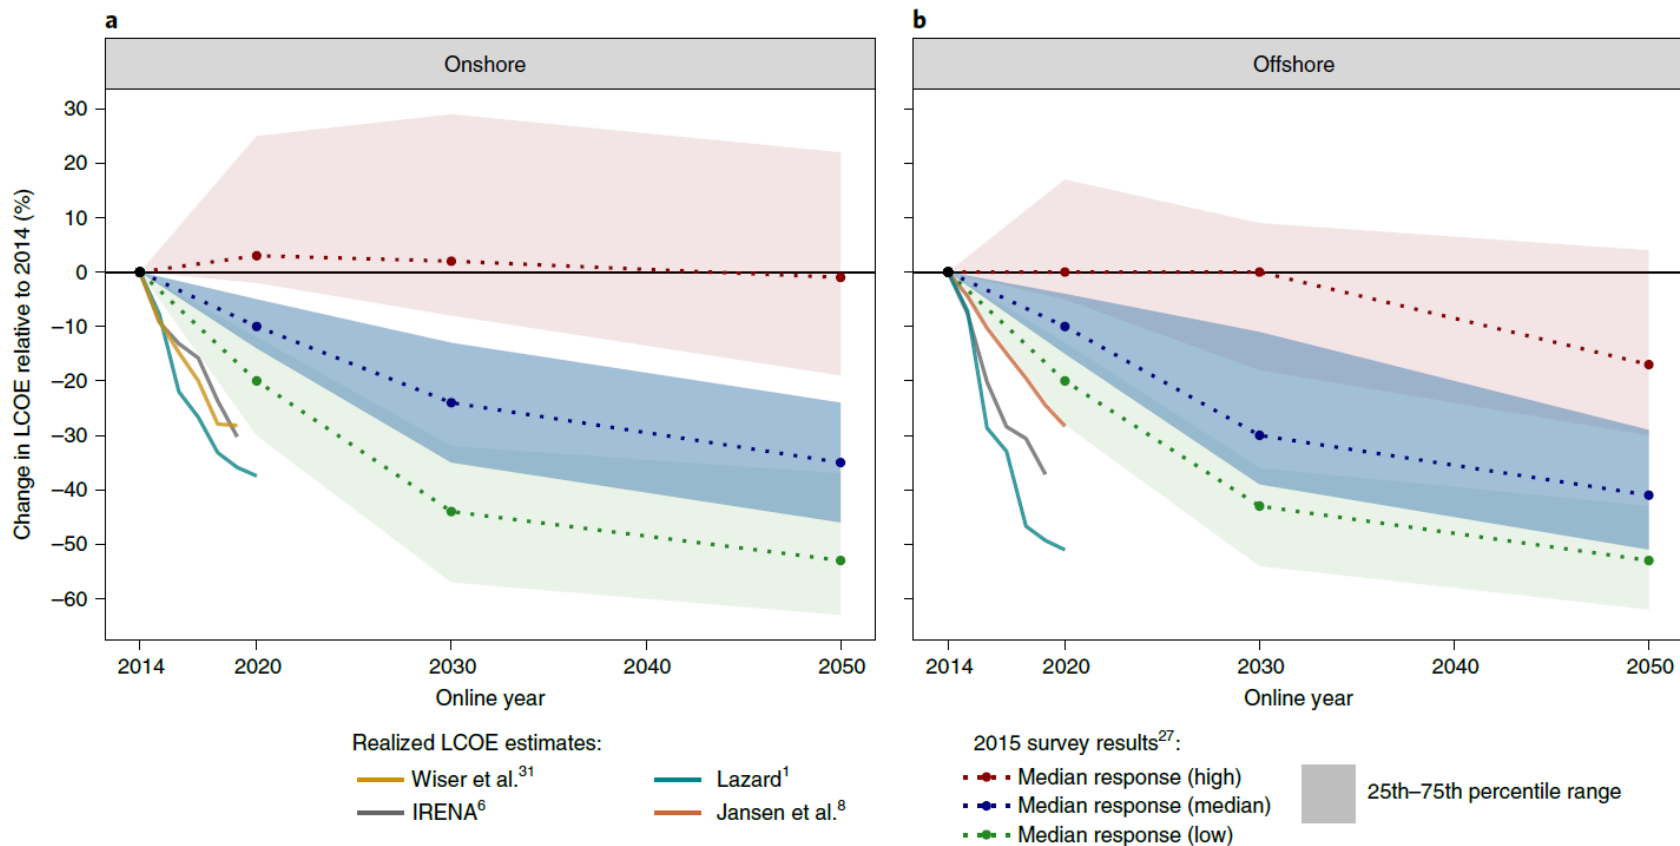 a
b
Onshore
Offshore
Change in LCOE relative to 2014 (%)
30
20
10
0
–10
–20
–30
–40
–50
–60
2014 2020 2030 2040 2050
2014 2020 2030 2040 2050
Online year
Online year
Realized LCOE estimates:
Wiser et al.31
Lazard1
IRENA6
Jansen et al.8
2015 survey results27:
Median response (high)
Median response (median)
Median response (low)
25th–75th percentile range